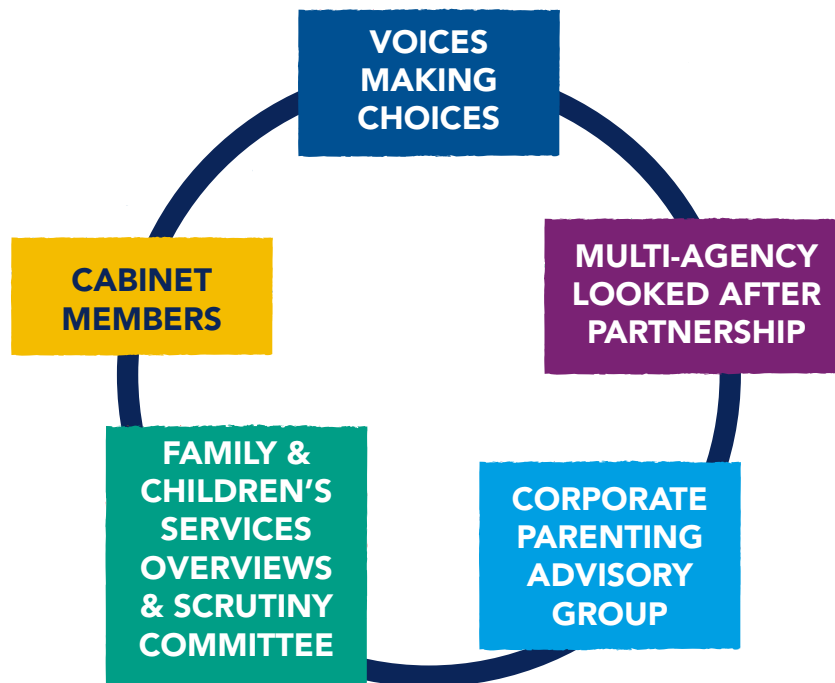 VOICES
MAKING
CHOICES
CABINET
MEMBERS
MULTI-AGENCY
LOOKED AFTER
PARTNERSHIP
FAMILY &
CHILDREN'S
SERVICES
OVERVIEWS
& SCRUTINY
COMMITTEE
CORPORATE
PARENTING
ADVISORY
GROUP